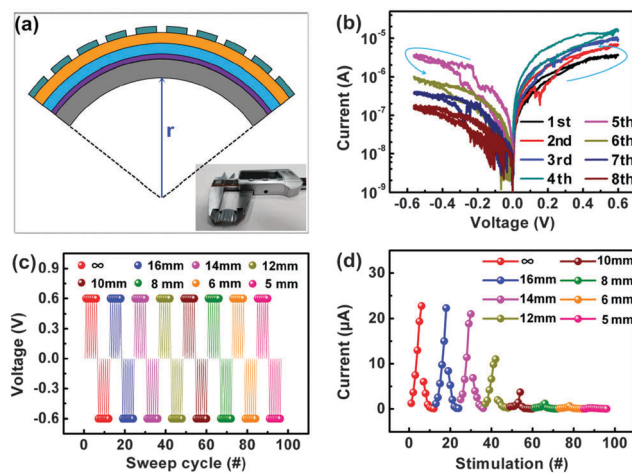 (a)
r
(b)
Current (A)
10⁻⁵
10⁻⁶
10⁻⁷
10⁻⁸
10⁻⁹
1st 5th
2nd 6th
3rd 7th
4th 8th
-0.6 -0.4 -0.2 0.0 0.2 0.4 0.6
Voltage (V)
(c)
Voltage (V)
0.9
0.6
0.3
0.0
-0.3
-0.6
∞ 16mm 14mm 12mm
10mm 8 mm 6 mm 5 mm
0 20 40 60 80 100
Sweep cycle (#)
(d)
Current (μA)
30
20
10
0
∞ 10mm
16mm 8 mm
14mm 6 mm
12mm 5 mm
0 20 40 60 80 100
Stimulation (#)